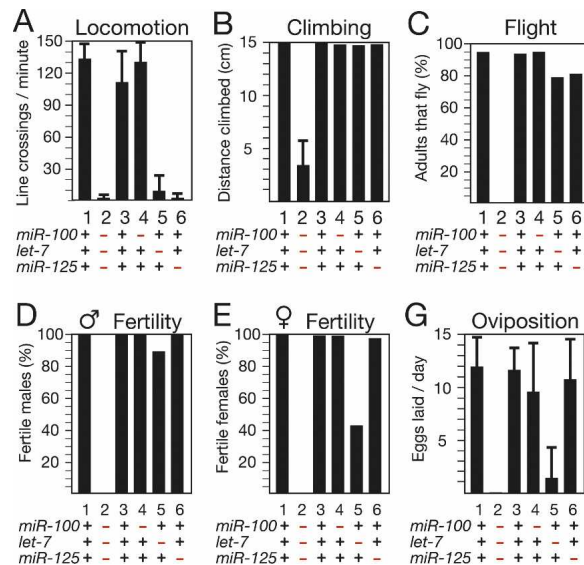 A Locomotion
Line crossings / minute
150
120
90
60
30
1 2 3 4 5 6
miR-100 + – + – + +
let-7 + – + + – +
miR-125 + – + + + –
B Climbing
Distance climbed (cm)
15
10
5
1 2 3 4 5 6
miR-100 + – + – + +
let-7 + – + + – +
miR-125 + – + + + –
C Flight
Adults that fly (%)
100
80
60
40
20
1 2 3 4 5 6
miR-100 + – + – + +
let-7 + – + + – +
miR-125 + – + + + –
D ♂ Fertility
Fertile males (%)
100
80
60
40
20
1 2 3 4 5 6
miR-100 + – + – + +
let-7 + – + + – +
miR-125 + – + + + –
E ♀ Fertility
Fertile females (%)
100
80
60
40
20
1 2 3 4 5 6
miR-100 + – + – + +
let-7 + – + + – +
miR-125 + – + + + –
G Oviposition
Eggs laid / day
15
10
5
1 2 3 4 5 6
miR-100 + – + – + +
let-7 + – + + – +
miR-125 + – + + + –